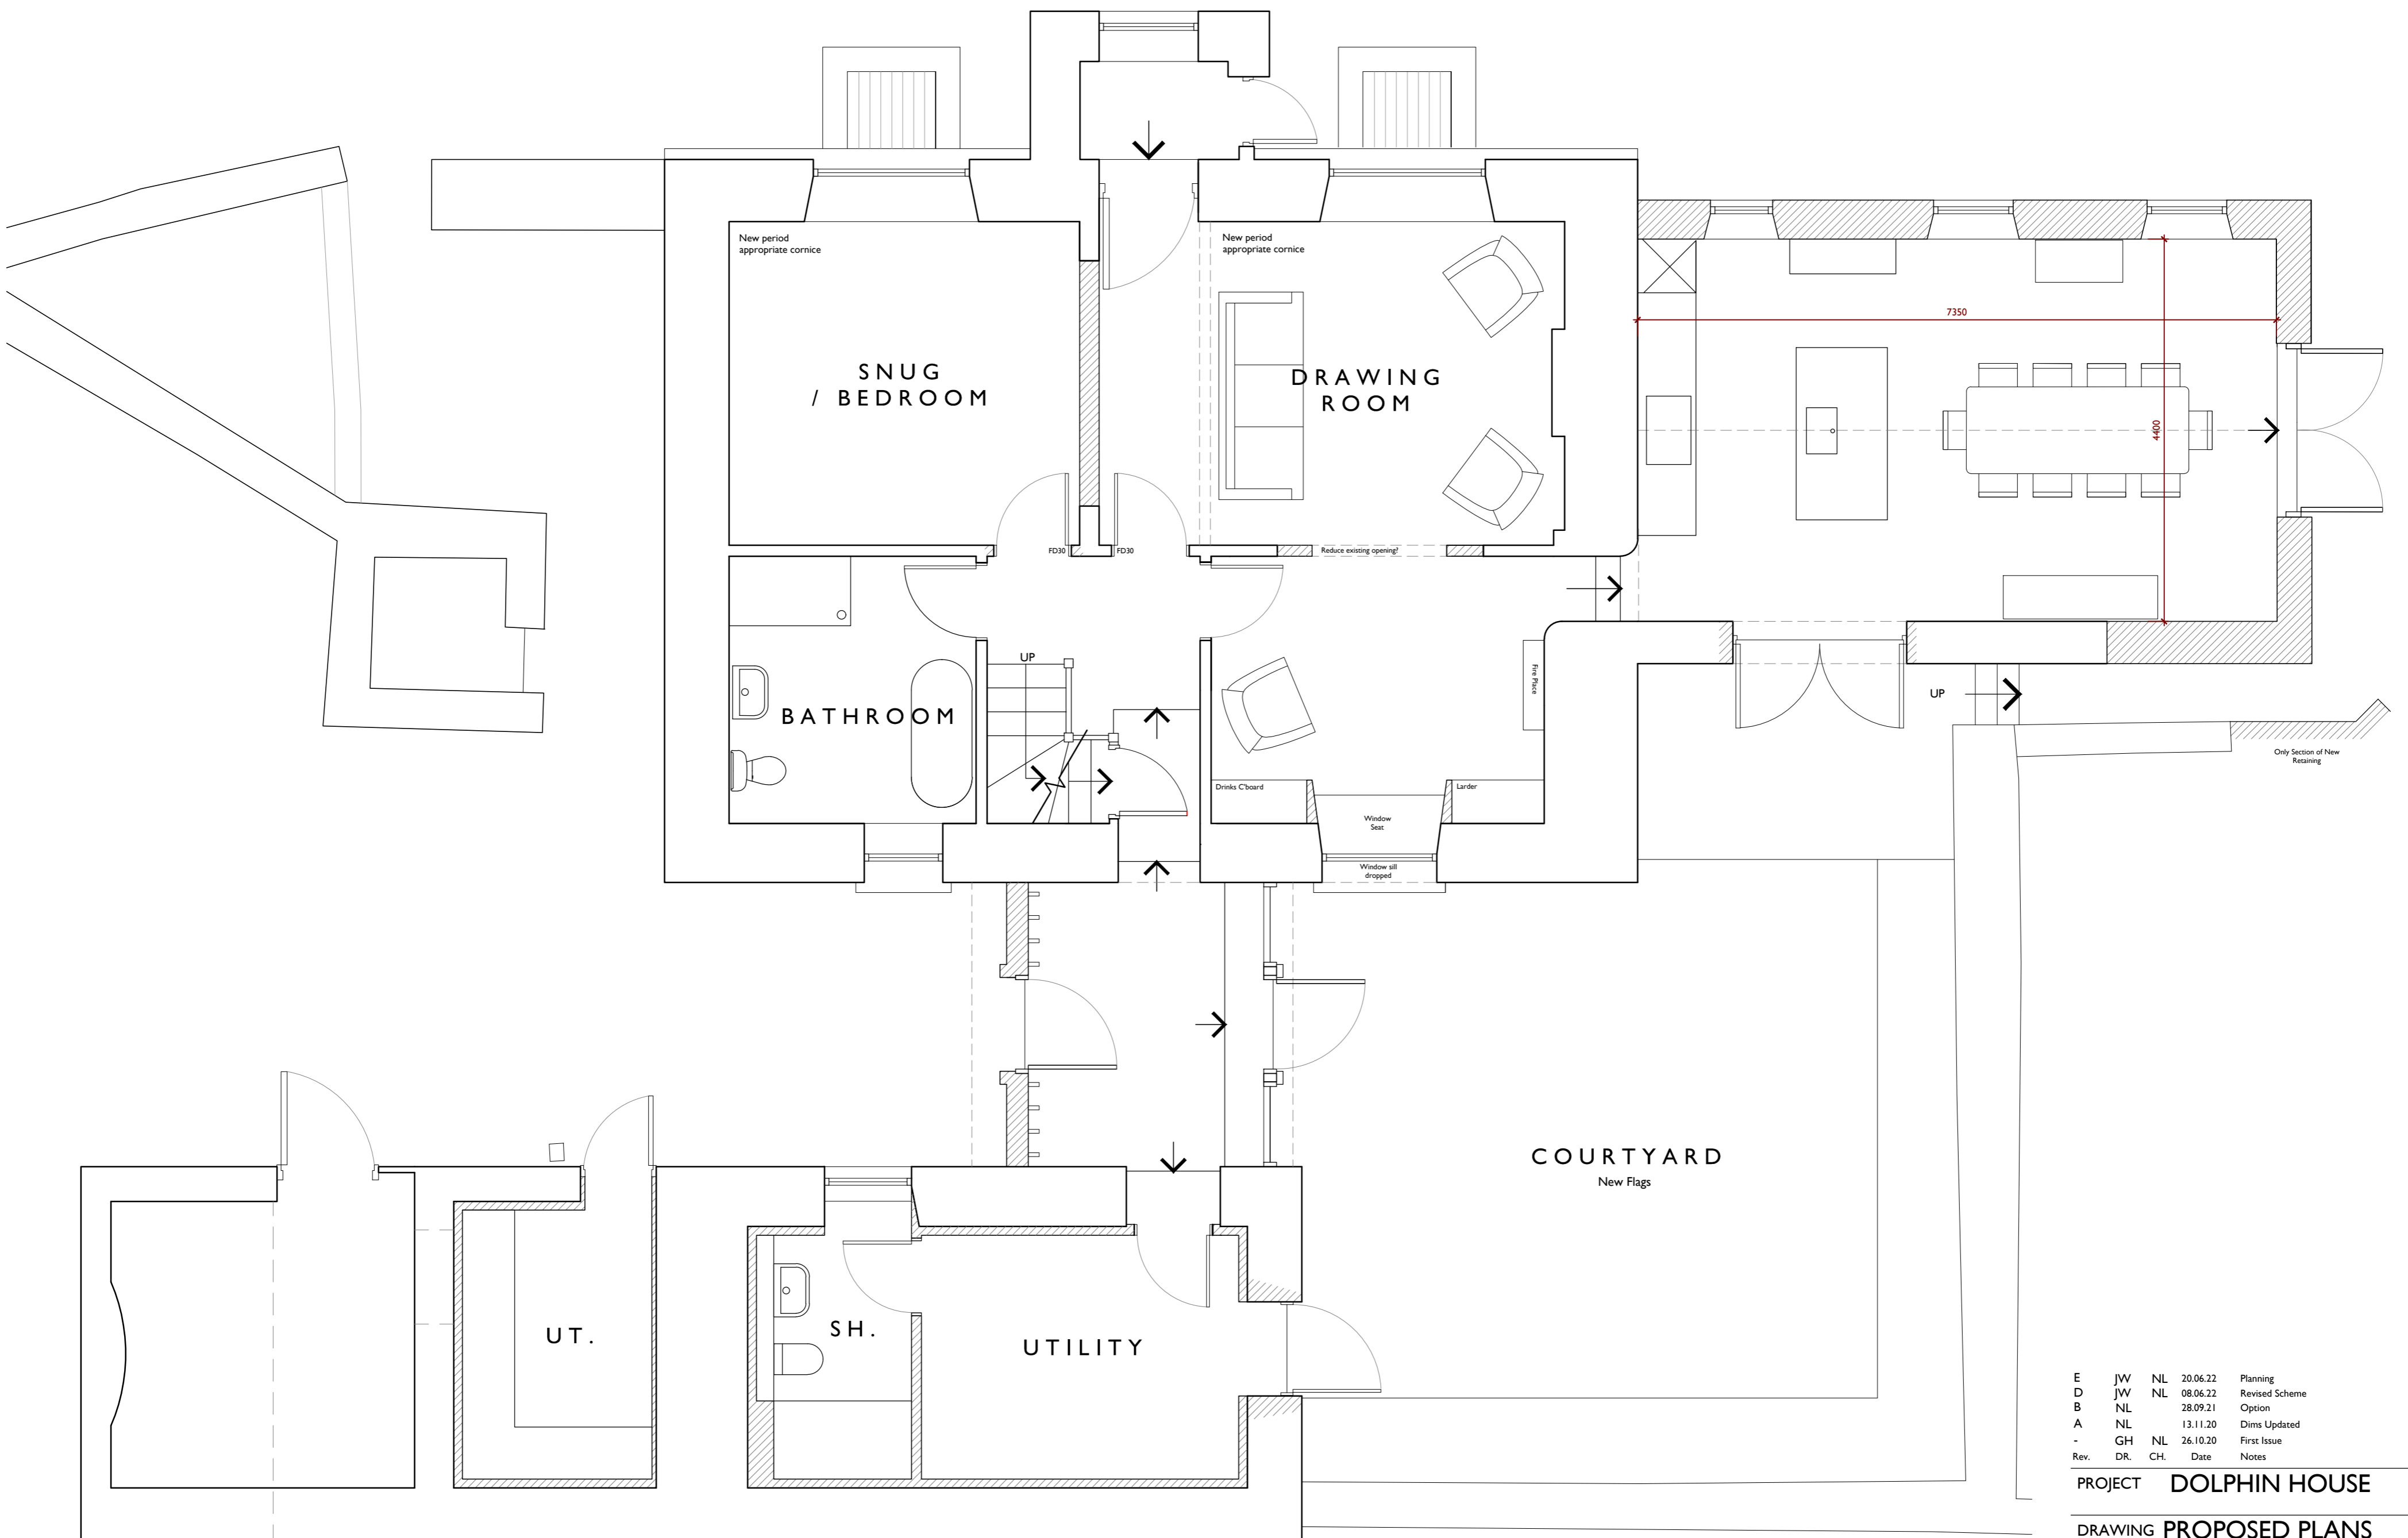 New period
appropriate cornice
New period
appropriate cornice
7350
SNUG
/ BEDROOM
DRAWING
ROOM
4400
FD30
FD30
Reduce existing opening?
UP
Fire Place
UP
BATHROOM
Only Section of New
Retaining
Drinks C'board
Larder
Window
Seat
Window sill
dropped
COURTYARD
New Flags
UT.
SH.
UTILITY
E JW NL 20.06.22 Planning
D JW NL 08.06.22 Revised Scheme
B NL 28.09.21 Option
A NL 13.11.20 Dims Updated
- GH NL 26.10.20 First Issue
Rev. DR. CH. Date Notes
PROJECT DOLPHIN HOUSE
DRAWING PROPOSED PLANS